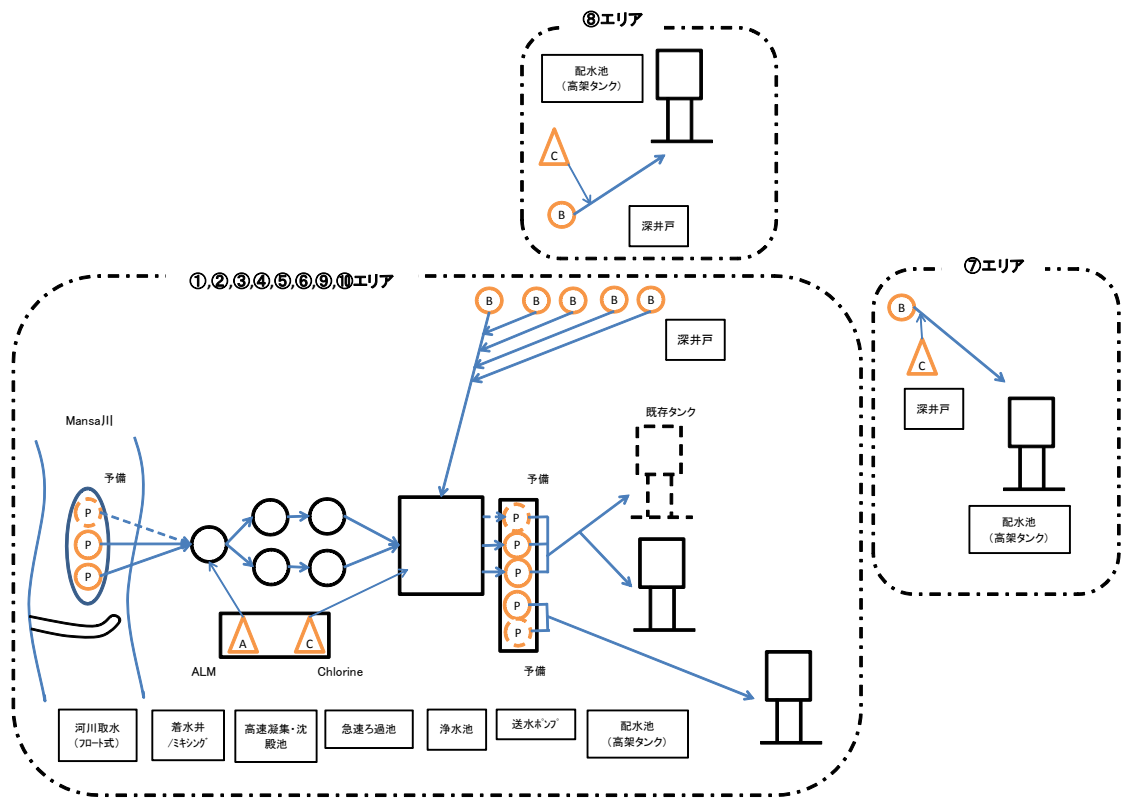 ⑧エリア
配水池
（高架タンク）
C
B
深井戸
①,②,③,④,⑤,⑥,⑨,⑩エリア
B
B
B
B
B
深井戸
⑦エリア
B
C
深井戸
配水池
（高架タンク）
Mansa川
予備
P
P
P
既存タンク
予備
P
P
P
P
P
予備
A
C
ALM
Chlorine
河川取水
（フロート式）
着水井
/ﾐｷｼﾝｸﾞ
高速凝集・沈
殿池
急速ろ過池
浄水池
送水ﾎﾟﾝﾌﾟ
配水池
（高架タンク）